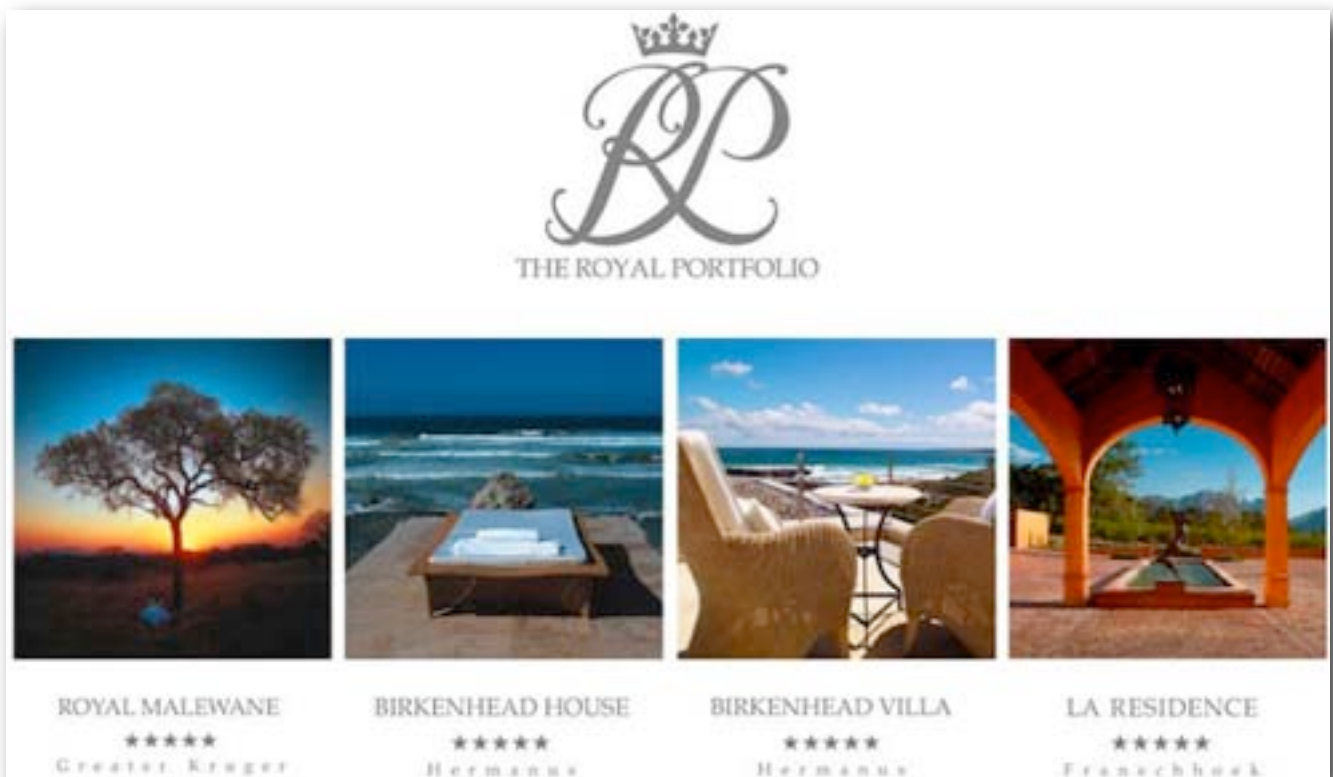 RP
THE ROYAL PORTFOLIO
ROYAL MALEWANE
★★★★★
Greater Kruger
BIRKENHEAD HOUSE
★★★★★
Hermanus
BIRKENHEAD VILLA
★★★★★
Hermanus
LA RESIDENCE
★★★★★
Franschhoek